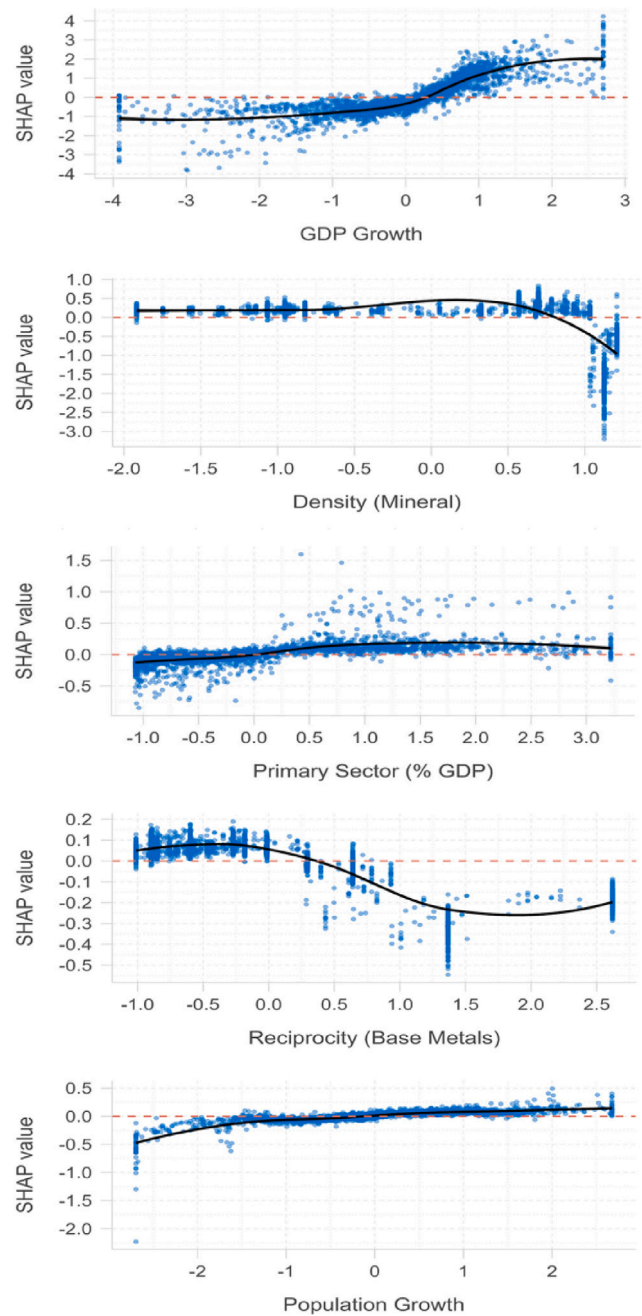 4
3
2
1
0
-1
-2
-3
-4
SHAP value
-4 -3 -2 -1 0 1 2 3
GDP Growth
1.0
0.5
0.0
-0.5
-1.0
-1.5
-2.0
-2.5
-3.0
SHAP value
-2.0 -1.5 -1.0 -0.5 0.0 0.5 1.0
Density (Mineral)
1.5
1.0
0.5
0.0
-0.5
SHAP value
-1.0 -0.5 0.0 0.5 1.0 1.5 2.0 2.5 3.0
Primary Sector (% GDP)
0.2
0.1
0.0
-0.1
-0.2
-0.3
-0.4
-0.5
SHAP value
-1.0 -0.5 0.0 0.5 1.0 1.5 2.0 2.5
Reciprocity (Base Metals)
0.5
0.0
-0.5
-1.0
-1.5
-2.0
SHAP value
-2 -1 0 1 2
Population Growth